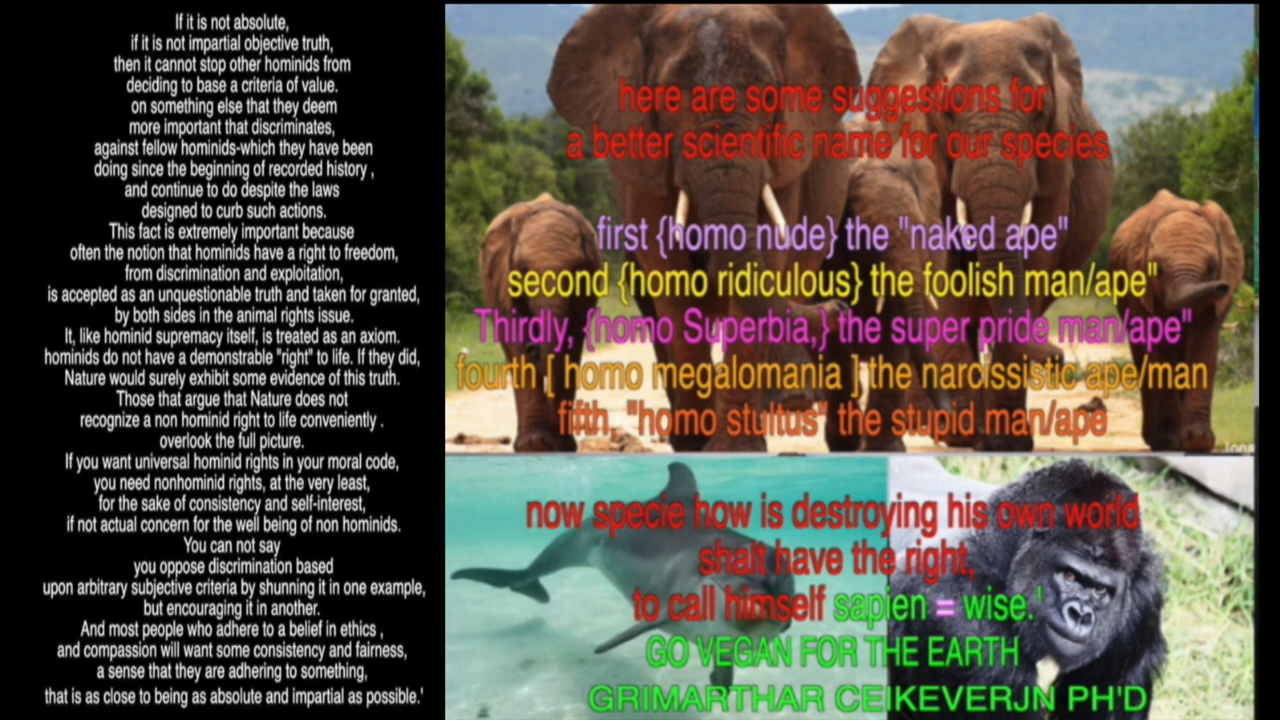 If it is not absolute,
if it is not impartial objective truth,
then it cannot stop other hominids from
deciding to base a criteria of value.
on something else that they deem
more important that discriminates,
against fellow hominids-which they have been
doing since the beginning of recorded history ,
and continue to do despite the laws
designed to curb such actions.
This fact is extremely important because
often the notion that hominids have a right to freedom,
from discrimination and exploitation,
is accepted as an unquestionable truth and taken for granted,
by both sides in the animal rights issue.
It, like hominid supremacy itself, is treated as an axiom.
hominids do not have a demonstrable "right" to life. If they did,
Nature would surely exhibit some evidence of this truth.
Those that argue that Nature does not
recognize a non hominid right to life conveniently .
overlook the full picture.
If you want universal hominid rights in your moral code,
you need nonhominid rights, at the very least,
for the sake of consistency and self-interest,
if not actual concern for the well being of non hominids.
You can not say
you oppose discrimination based
upon arbitrary subjective criteria by shunning it in one example,
but encouraging it in another.
And most people who adhere to a belief in ethics ,
and compassion will want some consistency and fairness,
a sense that they are adhering to something,
that is as close to being as absolute and impartial as possible.'
here are some suggestions for
a better scientific name for our species
first {homo nude} the "naked ape"
second {homo ridiculous} the foolish man/ape"
Thirdly, {homo Superbia,} the super pride man/ape"
fourth [ homo megalomania ] the narcissistic ape/man
fifth. "homo stultus" the stupid man/ape
now specie how is destroying his own world
shalt have the right,
to call himself sapien = wise.'
GO VEGAN FOR THE EARTH
GRIMARTHAR CEIKEVERJN PH'D